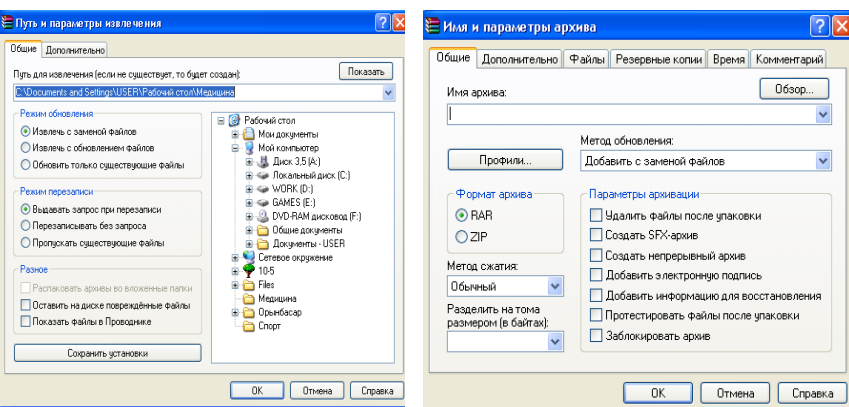 Путь и параметры извлечения
Общие Дополнительно
Путь для извлечения (если не существует, то будет создан):
Показать
C:\Documents and Settings\USER\Рабочий стол\Медицина
Режим обновления
Извлечь с заменой файлов
Извлечь с обновлением файлов
Обновить только существующие файлы
Режим перезаписи
Выдавать запрос при перезаписи
Перезаписывать без запроса
Пропускать существующие файлы
Разное
Распаковать архивы во вложенные папки
Оставить на диске повреждённые файлы
Показать файлы в Проводнике
Сохранить установки
Рабочий стол
Мои документы
Мой компьютер
Диск 3,5 (A:)
Локальный диск (C:)
WORK (D:)
GAMES (E:)
DVD-RAM дисковод (F:)
Общие документы
Документы - USER
Сетевое окружение
10-5
Files
Медицина
Орынбасар
Спорт
OK Отмена Справка
Имя и параметры архива
Общие Дополнительно Файлы Резервные копии Время Комментарий
Имя архива:
Обзор...
Профили...
Метод обновления:
Добавить с заменой файлов
Формат архива
RAR
ZIP
Метод сжатия:
Обычный
Разделить на тома
размером (в байтах):
Параметры архивации
Удалить файлы после упаковки
Создать SFX-архив
Создать непрерывный архив
Добавить электронную подпись
Добавить информацию для восстановления
Протестировать файлы после упаковки
Заблокировать архив
OK Отмена Справка